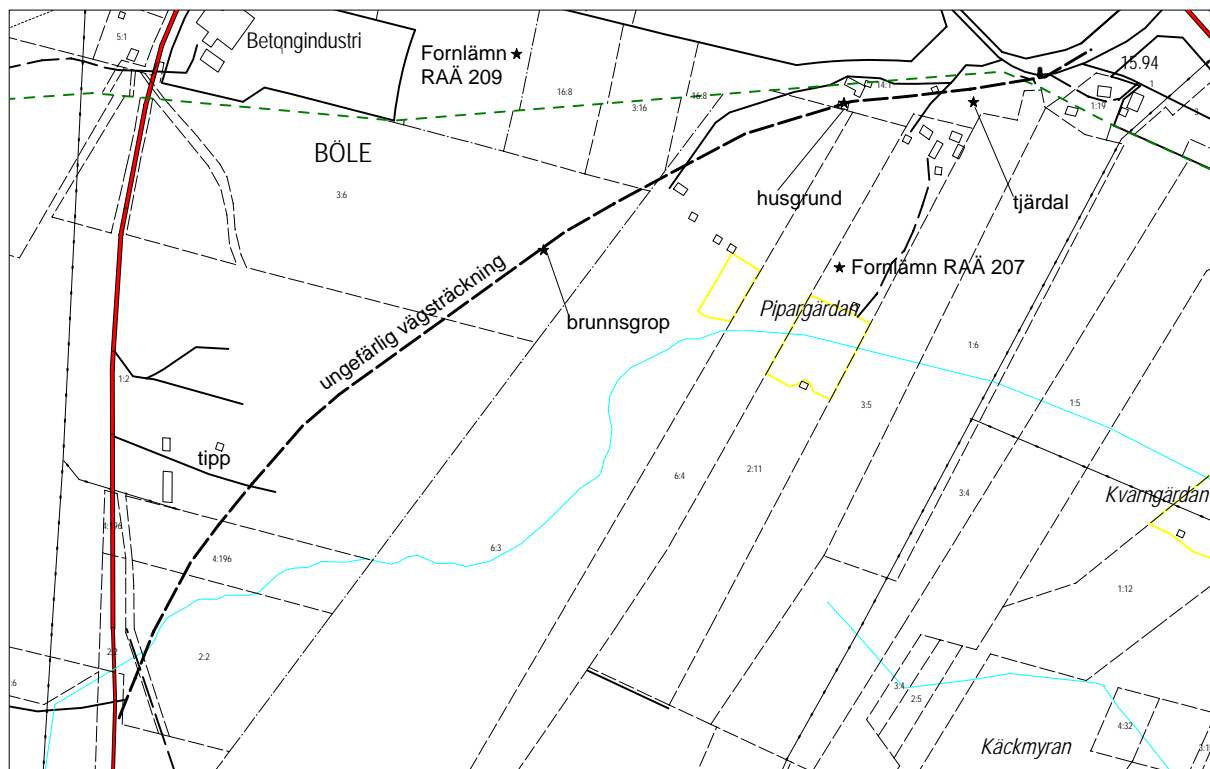 5:1
Betongindustri
Fornlämn
RAÄ 209
15.94
16:8
3:16
16:8
14:1
1
1:19
3
BÖLE
3:6
husgrund
tjärdal
Fornlämn RAÄ 207
ungefärlig vägsträckning
brunnsgrop
Pipargärdan
1:6
1:2
3:5
1:5
tipp
6:4
2:11
3:4
Kvarngärdan
4:196
4:196
6:3
1:12
2:2
2:2
:6
3:4
2:5
4:32
Käckmyran